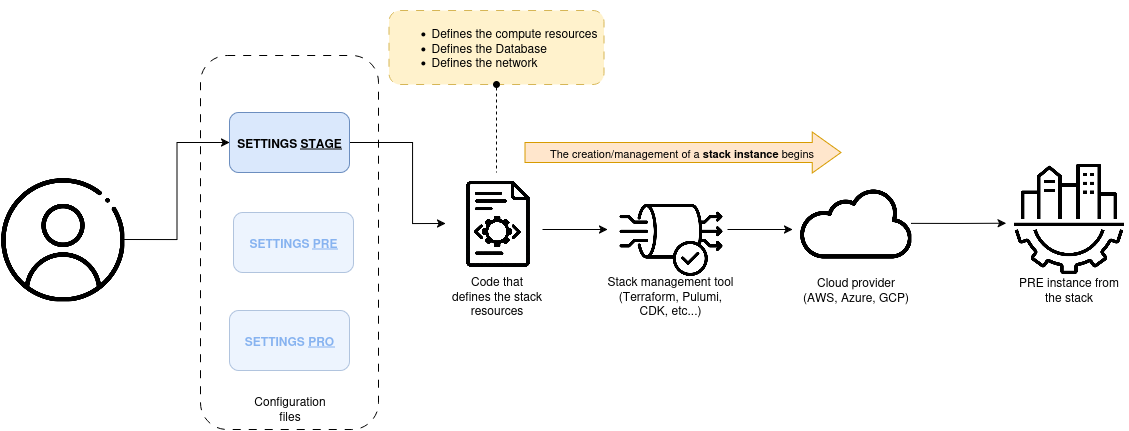 • Defines the compute resources
• Defines the Database
• Defines the network
SETTINGS STAGE
The creation/management of a stack instance begins
SETTINGS PRE
SETTINGS PRO
Configuration
files
Code that
defines the stack
resources
Stack management tool
(Terraform, Pulumi,
CDK, etc...)
Cloud provider
(AWS, Azure, GCP)
PRE instance from
the stack